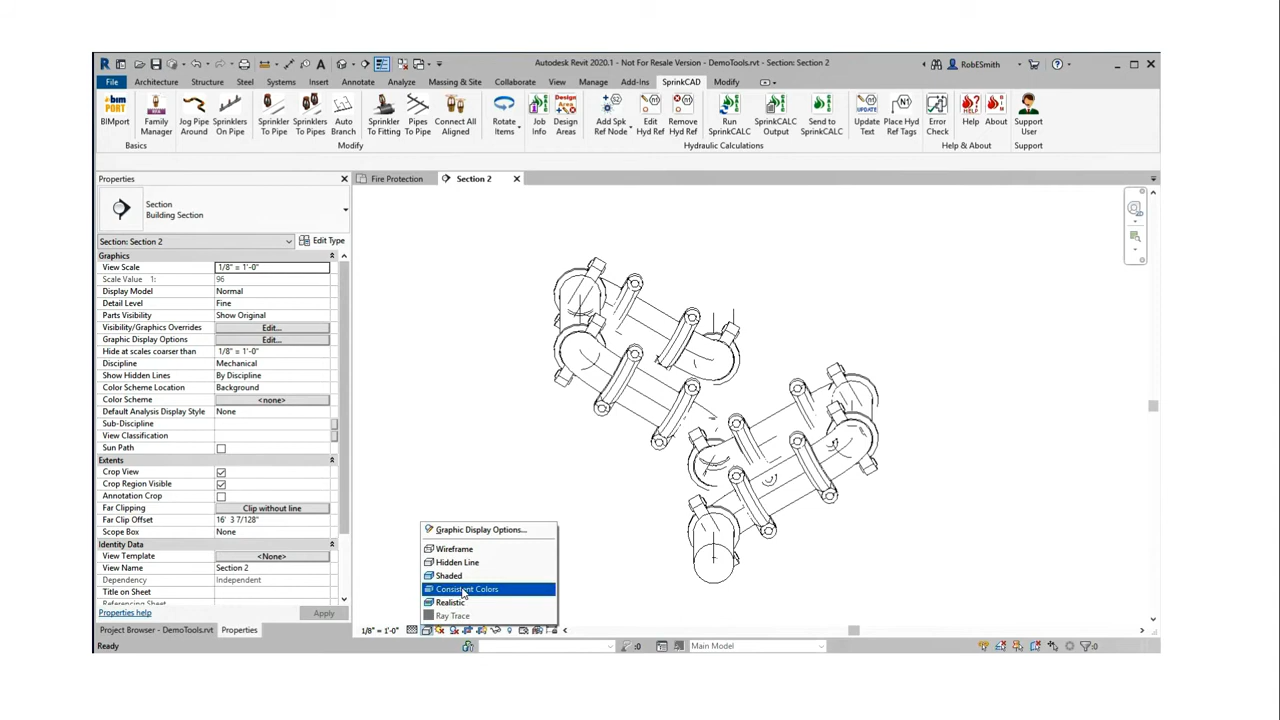 Autodesk Revit 2020.1 - Not For Resale Version - DemoTools.rvt - Section: Section 2
RobESmith
File Architecture Structure Steel Systems Insert Annotate Analyze Massing & Site Collaborate View Manage Add-Ins SprinkCAD Modify
BIMport
Family Manager
Jog Pipe Around
Sprinklers On Pipe
Sprinkler To Pipe
Sprinklers To Pipes
Auto Branch
Sprinkler To Fitting
Pipes To Pipe
Connect All Aligned
Rotate Items
Job Info
Design Areas
Add Spk Ref Node
Edit Hyd Ref
Remove Hyd Ref
Run SprinkCALC
SprinkCALC Output
Send to SprinkCALC
Update Text
Place Hyd Ref Tags
Error Check
Help
About
Support User
Basics
Modify
Hydraulic Calculations
Help & About
Support
Properties
Fire Protection
Section 2
Section
Building Section
Section: Section 2
Edit Type
Graphics
View Scale 1/8" = 1'-0"
Scale Value 1: 96
Display Model Normal
Detail Level Fine
Parts Visibility Show Original
Visibility/Graphics Overrides Edit...
Graphic Display Options Edit...
Hide at scales coarser than 1/8" = 1'-0"
Discipline Mechanical
Show Hidden Lines By Discipline
Color Scheme Location Background
Color Scheme <none>
Default Analysis Display Style None
Sub-Discipline
View Classification
Sun Path
Extents
Crop View
Crop Region Visible
Annotation Crop
Far Clipping Clip without line
Far Clip Offset 16' 3 7/128"
Scope Box None
Identity Data
View Template <None>
View Name Section 2
Dependency Independent
Title on Sheet
Referencing Sheet
Properties help
Apply
Project Browser - DemoTools.rvt
Properties
Graphic Display Options...
Wireframe
Hidden Line
Shaded
Consistent Colors
Realistic
Ray Trace
1/8" = 1'-0"
Ready
:0
Main Model
:0